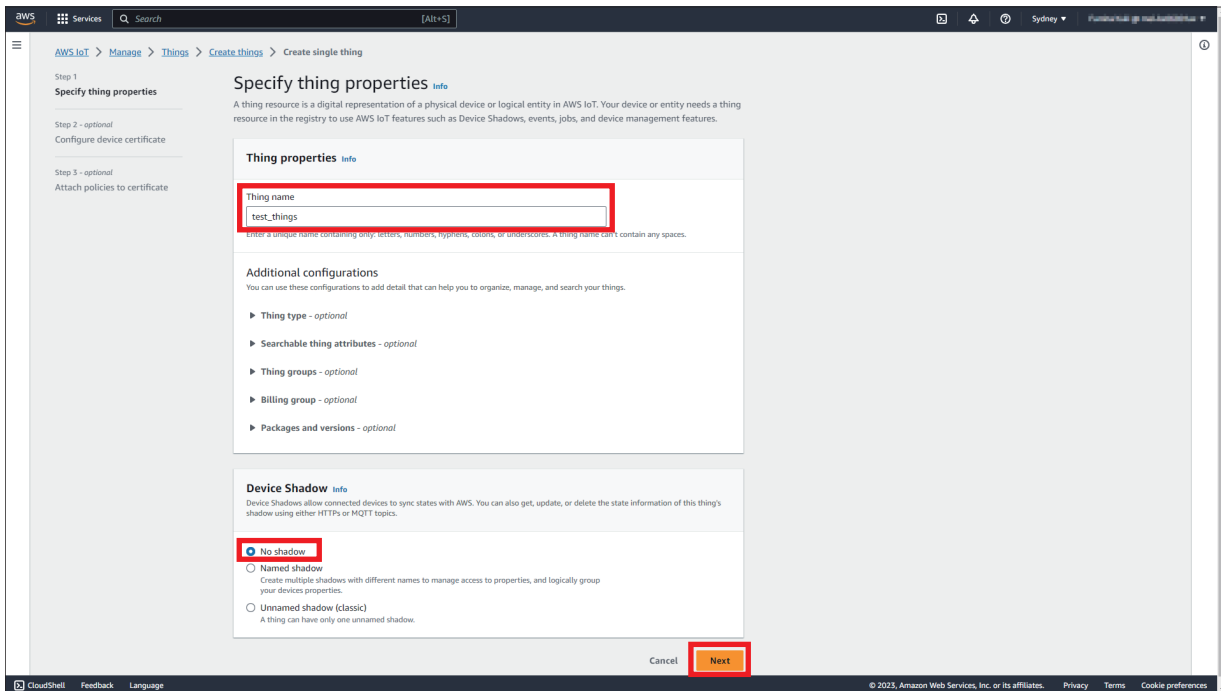 aws
Services
Search
[Alt+S]
Sydney
AWS IoT > Manage > Things > Create things > Create single thing
Step 1
Specify thing properties
Step 2 - optional
Configure device certificate
Step 3 - optional
Attach policies to certificate
Specify thing properties Info
A thing resource is a digital representation of a physical device or logical entity in AWS IoT. Your device or entity needs a thing
resource in the registry to use AWS IoT features such as Device Shadows, events, jobs, and device management features.
Thing properties Info
Thing name
test_things
Enter a unique name containing only: letters, numbers, hyphens, colons, or underscores. A thing name can't contain any spaces.
Additional configurations
You can use these configurations to add detail that can help you to organize, manage, and search your things.
Thing type - optional
Searchable thing attributes - optional
Thing groups - optional
Billing group - optional
Packages and versions - optional
Device Shadow Info
Device Shadows allow connected devices to sync states with AWS. You can also get, update, or delete the state information of this thing's
shadow using either HTTPs or MQTT topics.
No shadow
Named shadow
Create multiple shadows with different names to manage access to properties, and logically group
your devices properties.
Unnamed shadow (classic)
A thing can have only one unnamed shadow.
Cancel
Next
CloudShell
Feedback
Language
© 2023, Amazon Web Services, Inc. or its affiliates.
Privacy
Terms
Cookie preferences